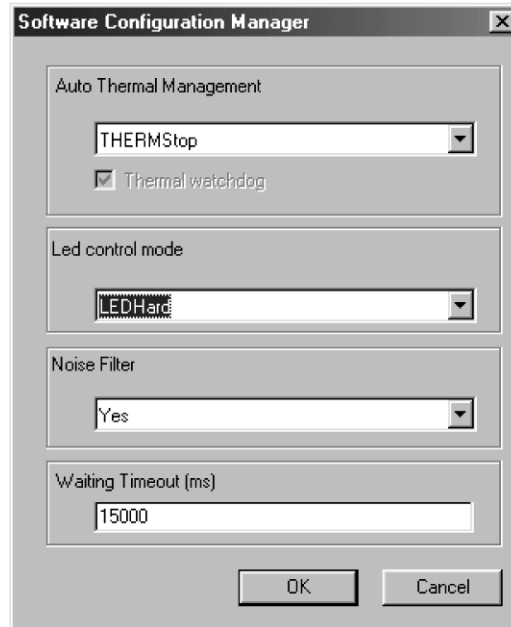 Software Configuration Manager
Auto Thermal Management
THERMStop
Thermal watchdog
Led control mode
LEDHard
Noise Filter
Yes
Waiting Timeout (ms)
15000
OK Cancel